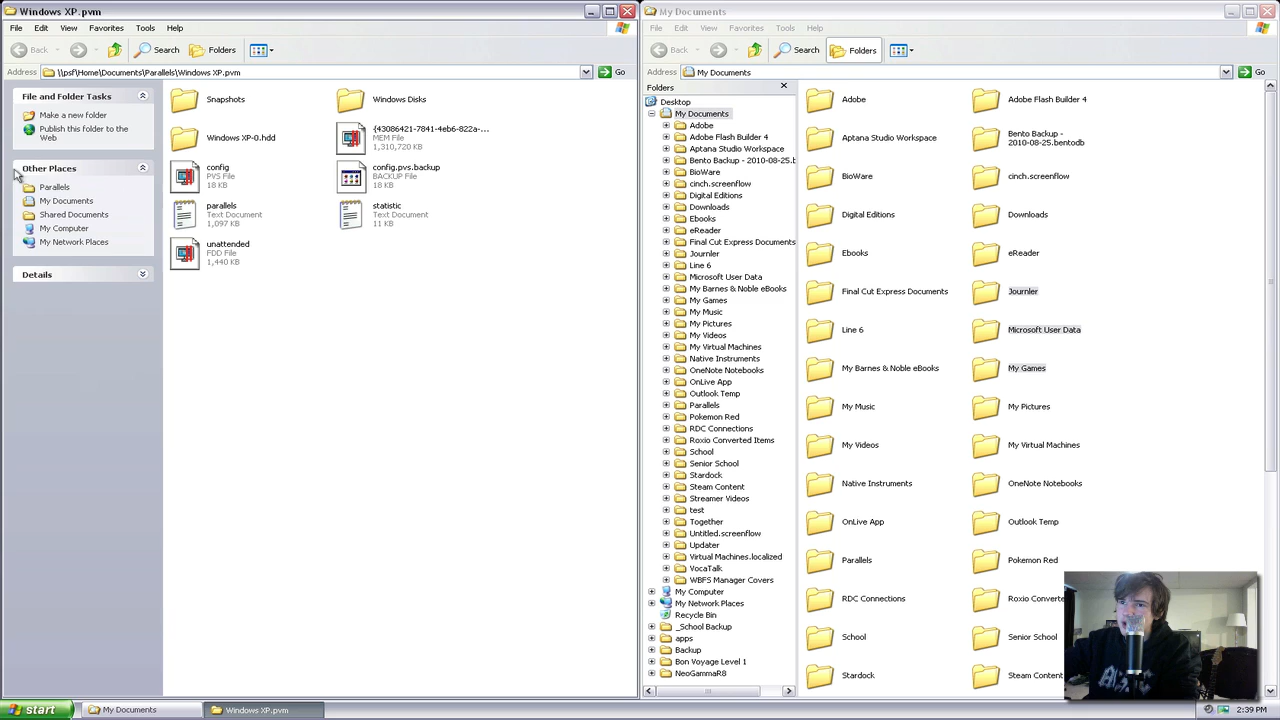 Windows XP.pvm
File Edit View Favorites Tools Help
Back Search Folders
Address \\psf\Home\Documents\Parallels\Windows XP.pvm Go
File and Folder Tasks
Make a new folder
Publish this folder to the
Web
Other Places
Parallels
My Documents
Shared Documents
My Computer
My Network Places
Details
Snapshots
Windows Disks
Windows XP-0.hdd
{43086421-7841-4eb6-822a-...
MEM File
1,310,720 KB
config
PVS File
18 KB
config.pvs.backup
BACKUP File
18 KB
parallels
Text Document
1,097 KB
statistic
Text Document
11 KB
unattended
FDD File
1,440 KB
My Documents
File Edit View Favorites Tools Help
Back Search Folders
Address My Documents Go
Folders
Desktop
My Documents
Adobe
Adobe Flash Builder 4
Aptana Studio Workspace
Bento Backup - 2010-08-25.b
BioWare
cinch.screenflow
Digital Editions
Downloads
Ebooks
eReader
Final Cut Express Documents
Journler
Line 6
Microsoft User Data
My Barnes & Noble eBooks
My Games
My Music
My Pictures
My Videos
My Virtual Machines
Native Instruments
OneNote Notebooks
OnLive App
Outlook Temp
Parallels
Pokemon Red
RDC Connections
Roxio Converted Items
School
Senior School
Stardock
Steam Content
Streamer Videos
test
Together
Untitled.screenflow
Updater
Virtual Machines.localized
VocaTalk
WBFS Manager Covers
My Computer
My Network Places
Recycle Bin
_School Backup
apps
Backup
Bon Voyage Level 1
NeoGammaR8
Adobe
Adobe Flash Builder 4
Aptana Studio Workspace
Bento Backup -
2010-08-25.bentodb
BioWare
cinch.screenflow
Digital Editions
Downloads
Ebooks
eReader
Final Cut Express Documents
Journler
Line 6
Microsoft User Data
My Barnes & Noble eBooks
My Games
My Music
My Pictures
My Videos
My Virtual Machines
Native Instruments
OneNote Notebooks
OnLive App
Outlook Temp
Parallels
Pokemon Red
RDC Connections
Roxio Converte
School
Senior School
Stardock
Steam Conten
start My Documents Windows XP.pvm 2:39 PM